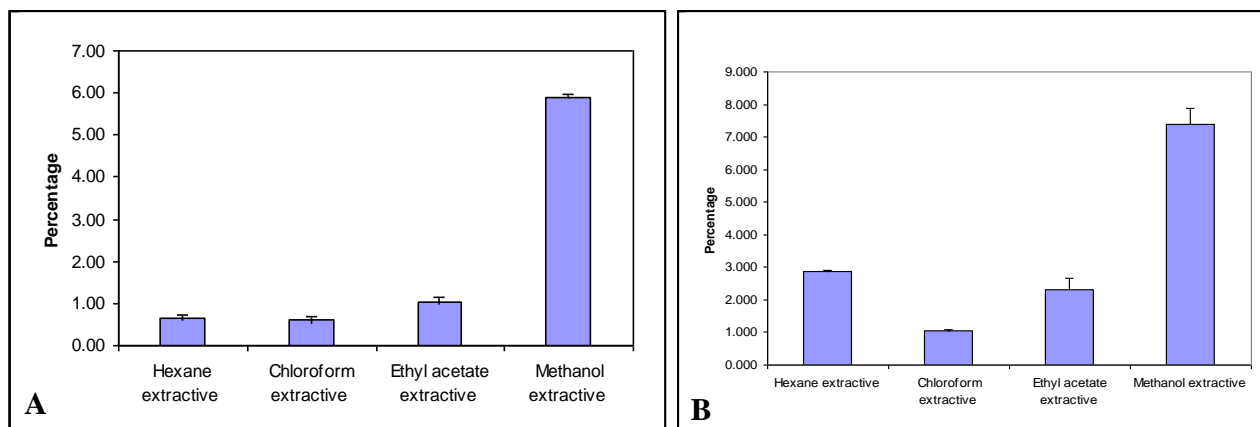 7.00
6.00
5.00
4.00
3.00
2.00
1.00
0.00
Percentage
Hexane
extractive
Chloroform
extractive
Ethyl acetate
extractive
Methanol
extractive
A
9.000
8.000
7.000
6.000
5.000
4.000
3.000
2.000
1.000
0.000
Percentage
Hexane extractive
Chloroform
extractive
Ethyl acetate
extractive
Methanol extractive
B